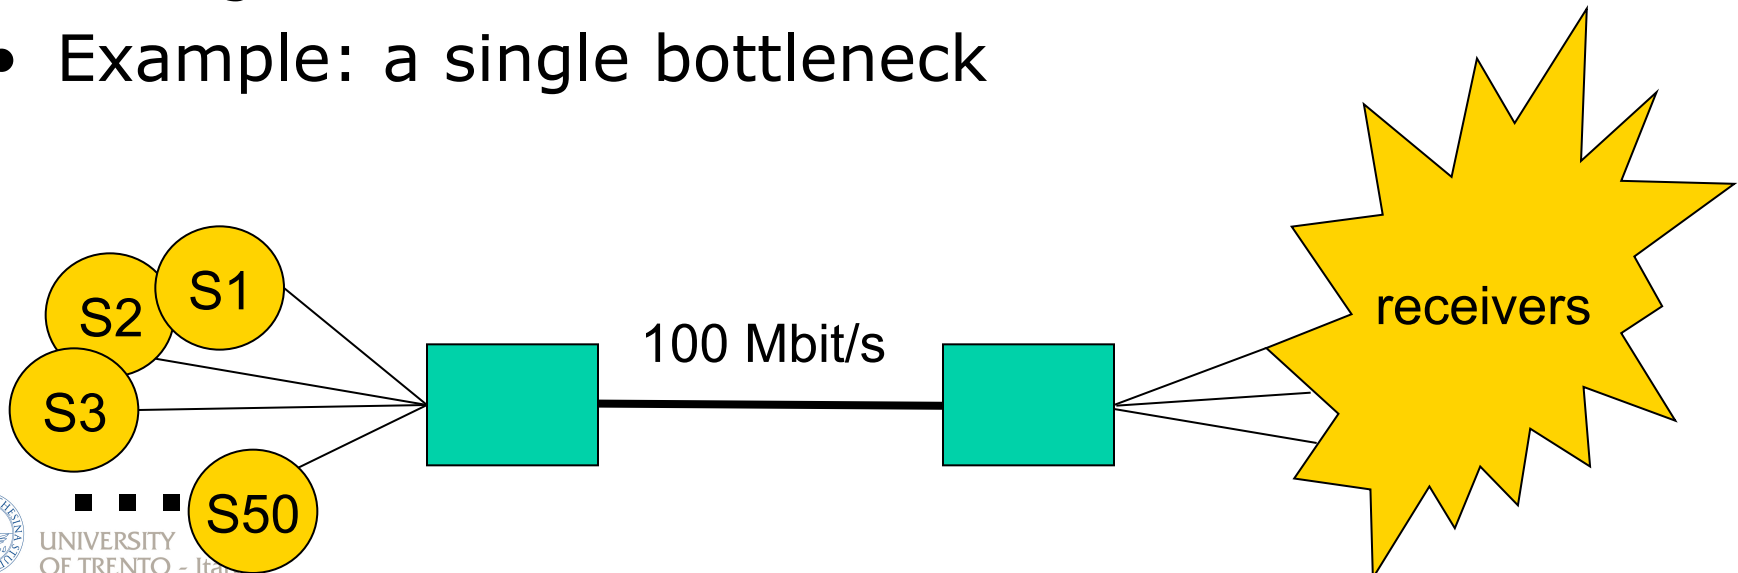 • Example: a single bottleneck
S1
S2
100 Mbit/s
receivers
S3
S50
UNIVERSITY
OF TRENTO -